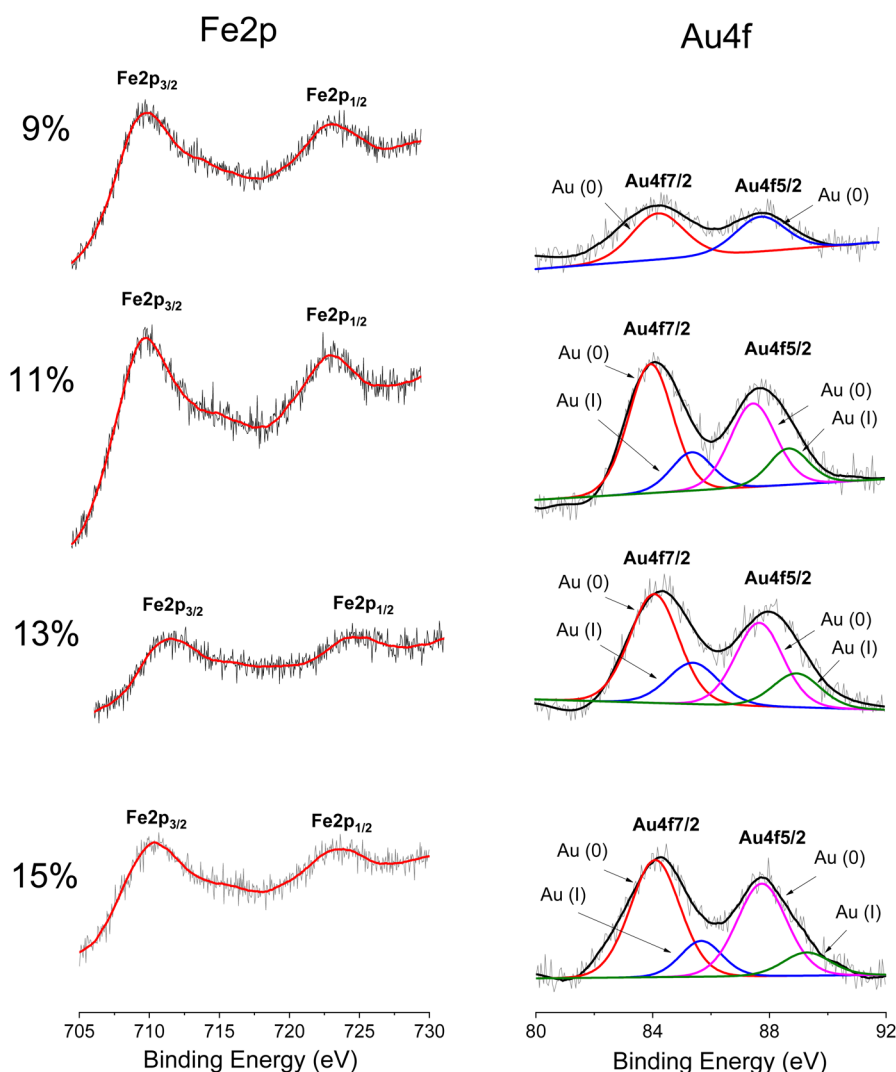 Fe2p
Au4f
9%
Fe2p3/2
Fe2p1/2
Au (0)
Au4f7/2
Au4f5/2
Au (0)
11%
Fe2p3/2
Fe2p1/2
Au4f7/2
Au4f5/2
Au (0)
Au (I)
Au (0)
Au (I)
13%
Fe2p3/2
Fe2p1/2
Au4f7/2
Au4f5/2
Au (0)
Au (I)
Au (0)
Au (I)
15%
Fe2p3/2
Fe2p1/2
Au4f7/2
Au4f5/2
Au (0)
Au (I)
Au (0)
Au (I)
705 710 715 720 725 730
Binding Energy (eV)
80 84 88 92
Binding Energy (eV)